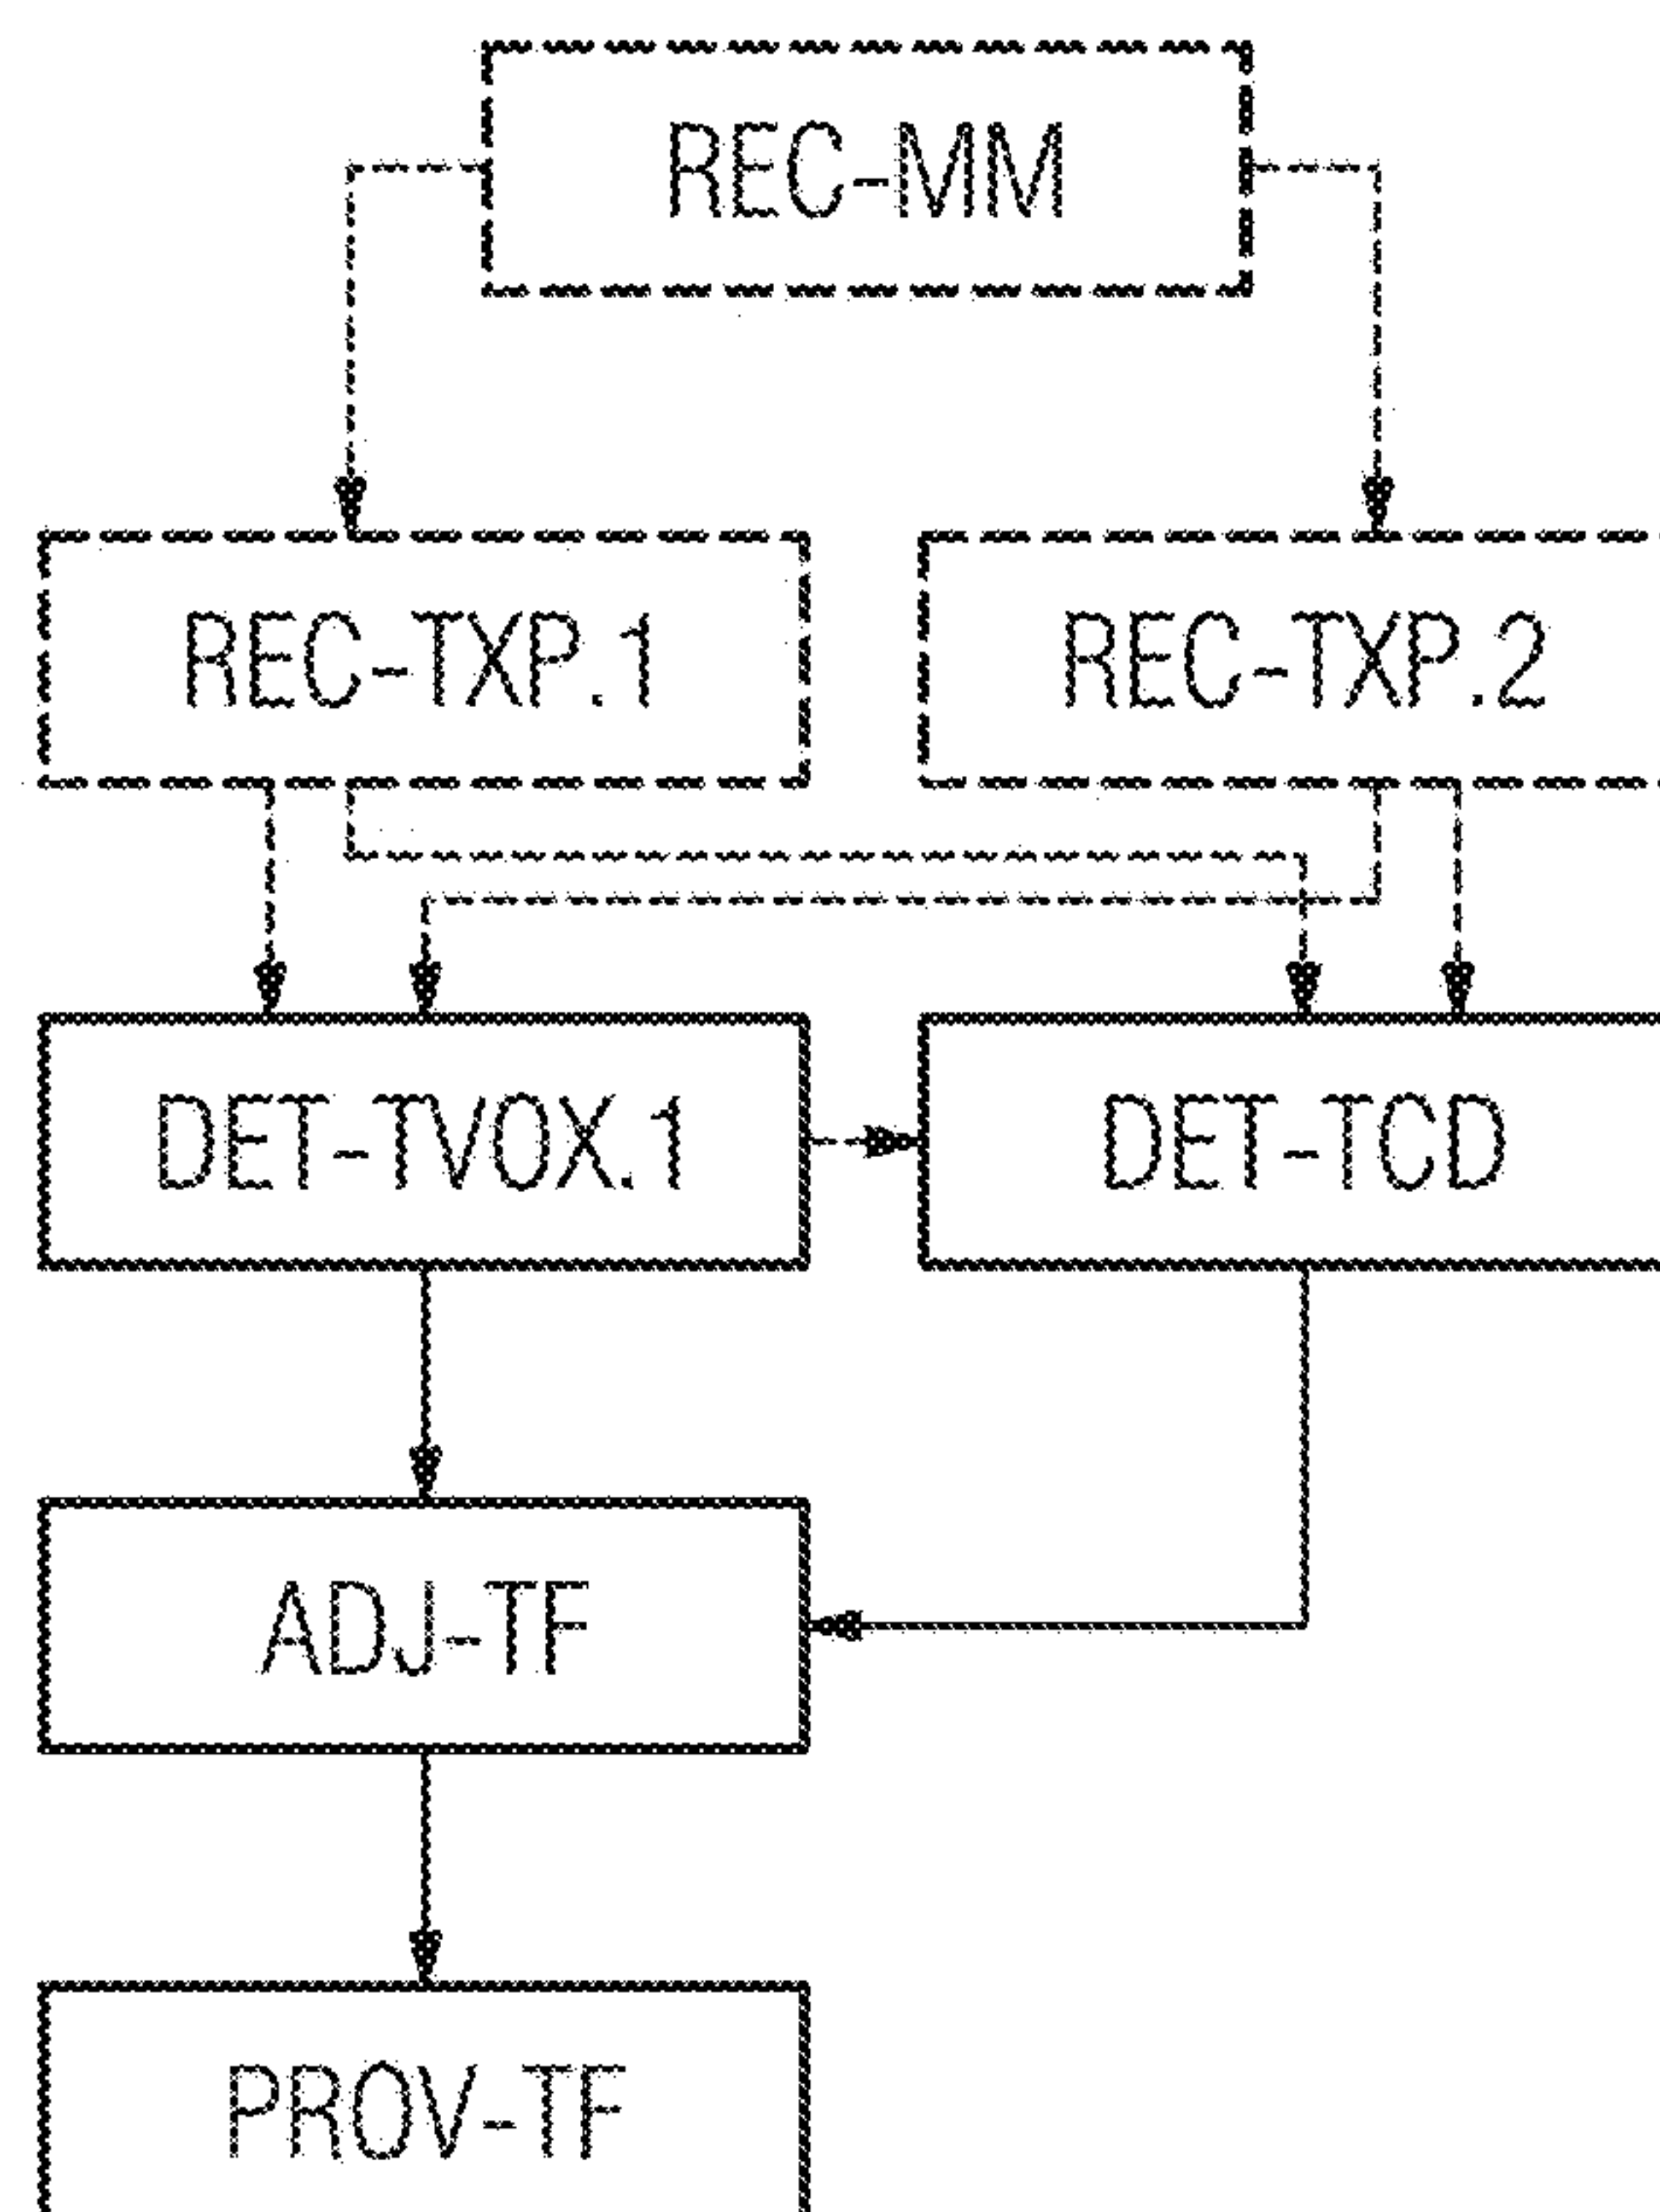 REC-MM
REC-TXP.1
REC-TXP.2
DET-TVOX.1
DET-TCD
ADJ-TF
PROV-TF